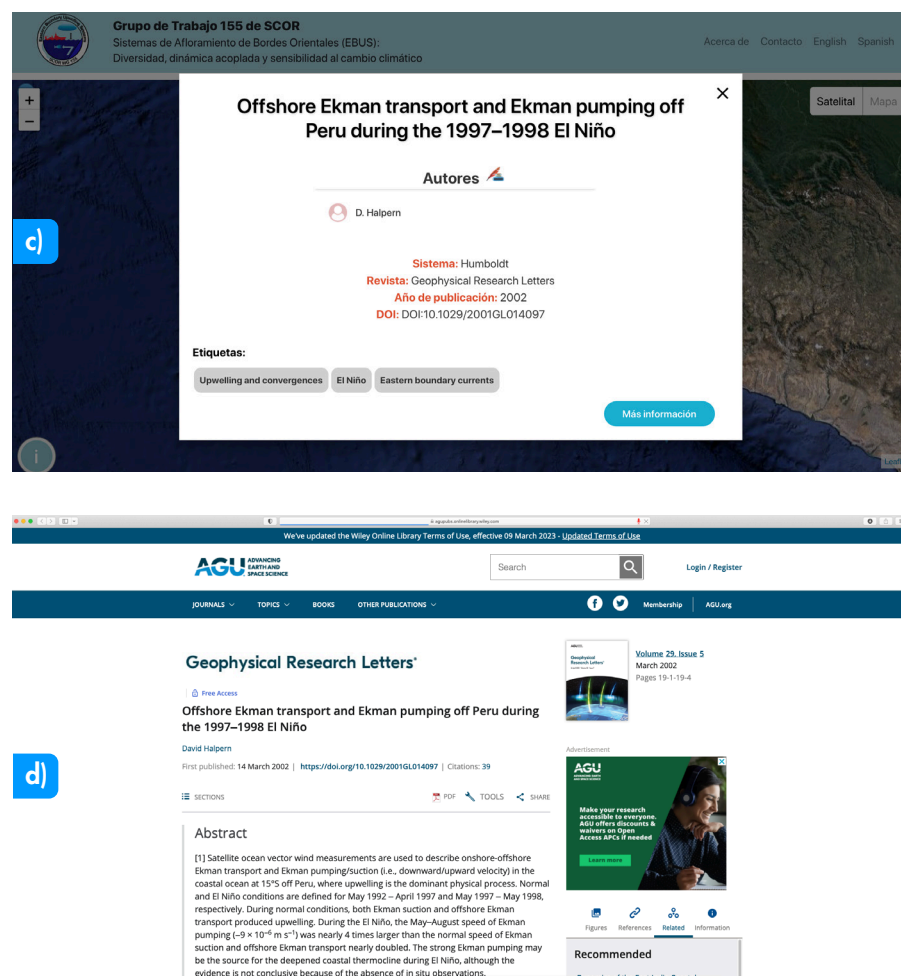 Grupo de Trabajo 155 de SCOR
Sistemas de Afloramiento de Bordes Orientales (EBUS):
Diversidad, dinámica acoplada y sensibilidad al cambio climático
Acerca de Contacto English Spanish
+
−
Satelital Mapa
Offshore Ekman transport and Ekman pumping off
Peru during the 1997–1998 El Niño
Autores
D. Halpern
c)
Sistema: Humboldt
Revista: Geophysical Research Letters
Año de publicación: 2002
DOI: DOI:10.1029/2001GL014097
Etiquetas:
Upwelling and convergences El Niño Eastern boundary currents
Más información
i
agupubs.onlinelibrary.wiley.com
We've updated the Wiley Online Library Terms of Use, effective 09 March 2023 - Updated Terms of Use
AGU ADVANCING
EARTH AND
SPACE SCIENCE
Search
Login / Register
JOURNALS TOPICS BOOKS OTHER PUBLICATIONS
Membership AGU.org
Geophysical Research Letters
Free Access
Offshore Ekman transport and Ekman pumping off Peru during
the 1997–1998 El Niño
David Halpern
First published: 14 March 2002 | https://doi.org/10.1029/2001GL014097 | Citations: 39
SECTIONS PDF TOOLS SHARE
Geophysical
Research Letters
Volume 29, Issue 5
March 2002
Pages 19-1-19-4
d)
Abstract
[1] Satellite ocean vector wind measurements are used to describe onshore-offshore
Ekman transport and Ekman pumping/suction (i.e., downward/upward velocity) in the
coastal ocean at 15°S off Peru, where upwelling is the dominant physical process. Normal
and El Niño conditions are defined for May 1992 – April 1997 and May 1997 – May 1998,
respectively. During normal conditions, both Ekman suction and offshore Ekman
transport produced upwelling. During the El Niño, the May–August speed of Ekman
pumping (−9 × 10⁻⁶ m s⁻¹) was nearly 4 times larger than the normal speed of Ekman
suction and offshore Ekman transport nearly doubled. The strong Ekman pumping may
be the source for the deepened coastal thermocline during El Niño, although the
evidence is not conclusive because of the absence of in situ observations.
Advertisement
AGU
Make your research
accessible to everyone.
AGU offers discounts &
waivers on Open
Access APCs if needed
Learn more
Figures References Related Information
Recommended